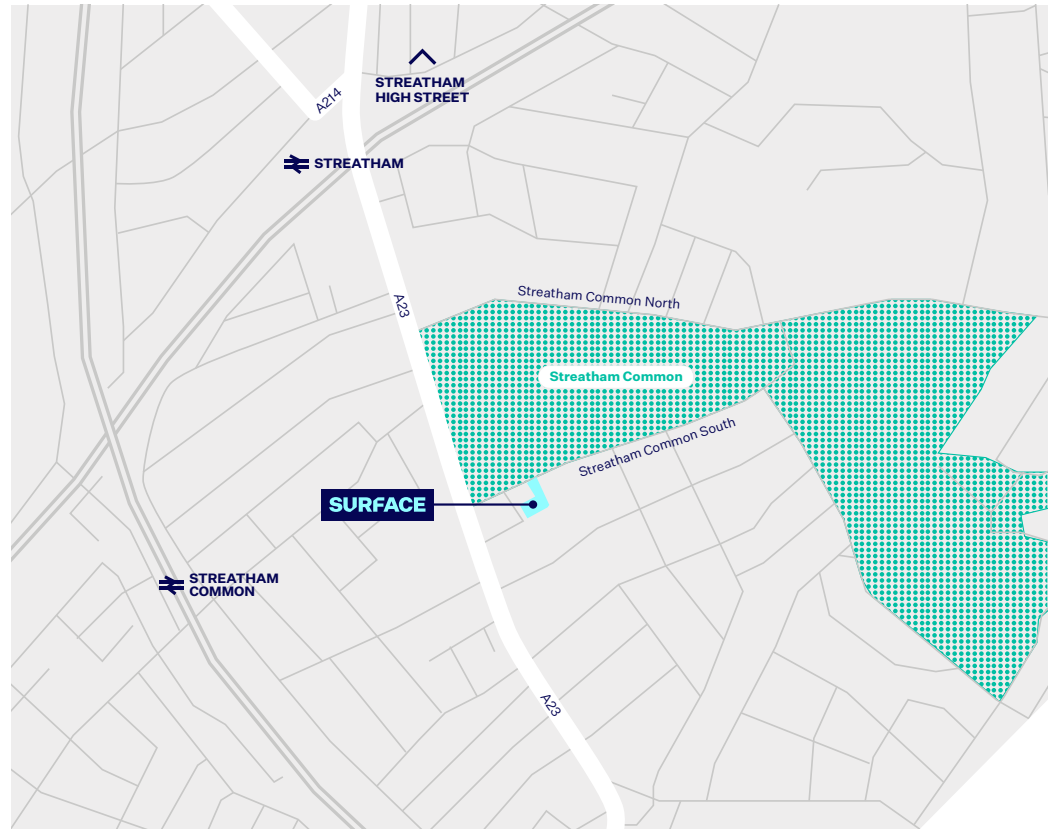 STREATHAM
HIGH STREET
A214
STREATHAM
A23
Streatham Common North
Streatham Common
Streatham Common South
SURFACE
STREATHAM
COMMON
A23